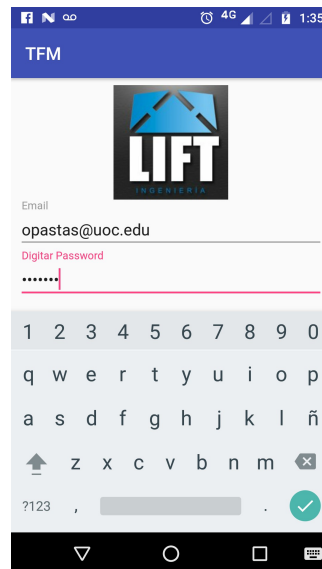 4G 1:35
TFM
LIFT
INGENIERÍA
Email
opastas@uoc.edu
Digitar Password
•••••••
1 2 3 4 5 6 7 8 9 0
q w e r t y u i o p
a s d f g h j k l ñ
z x c v b n m
?123 , .